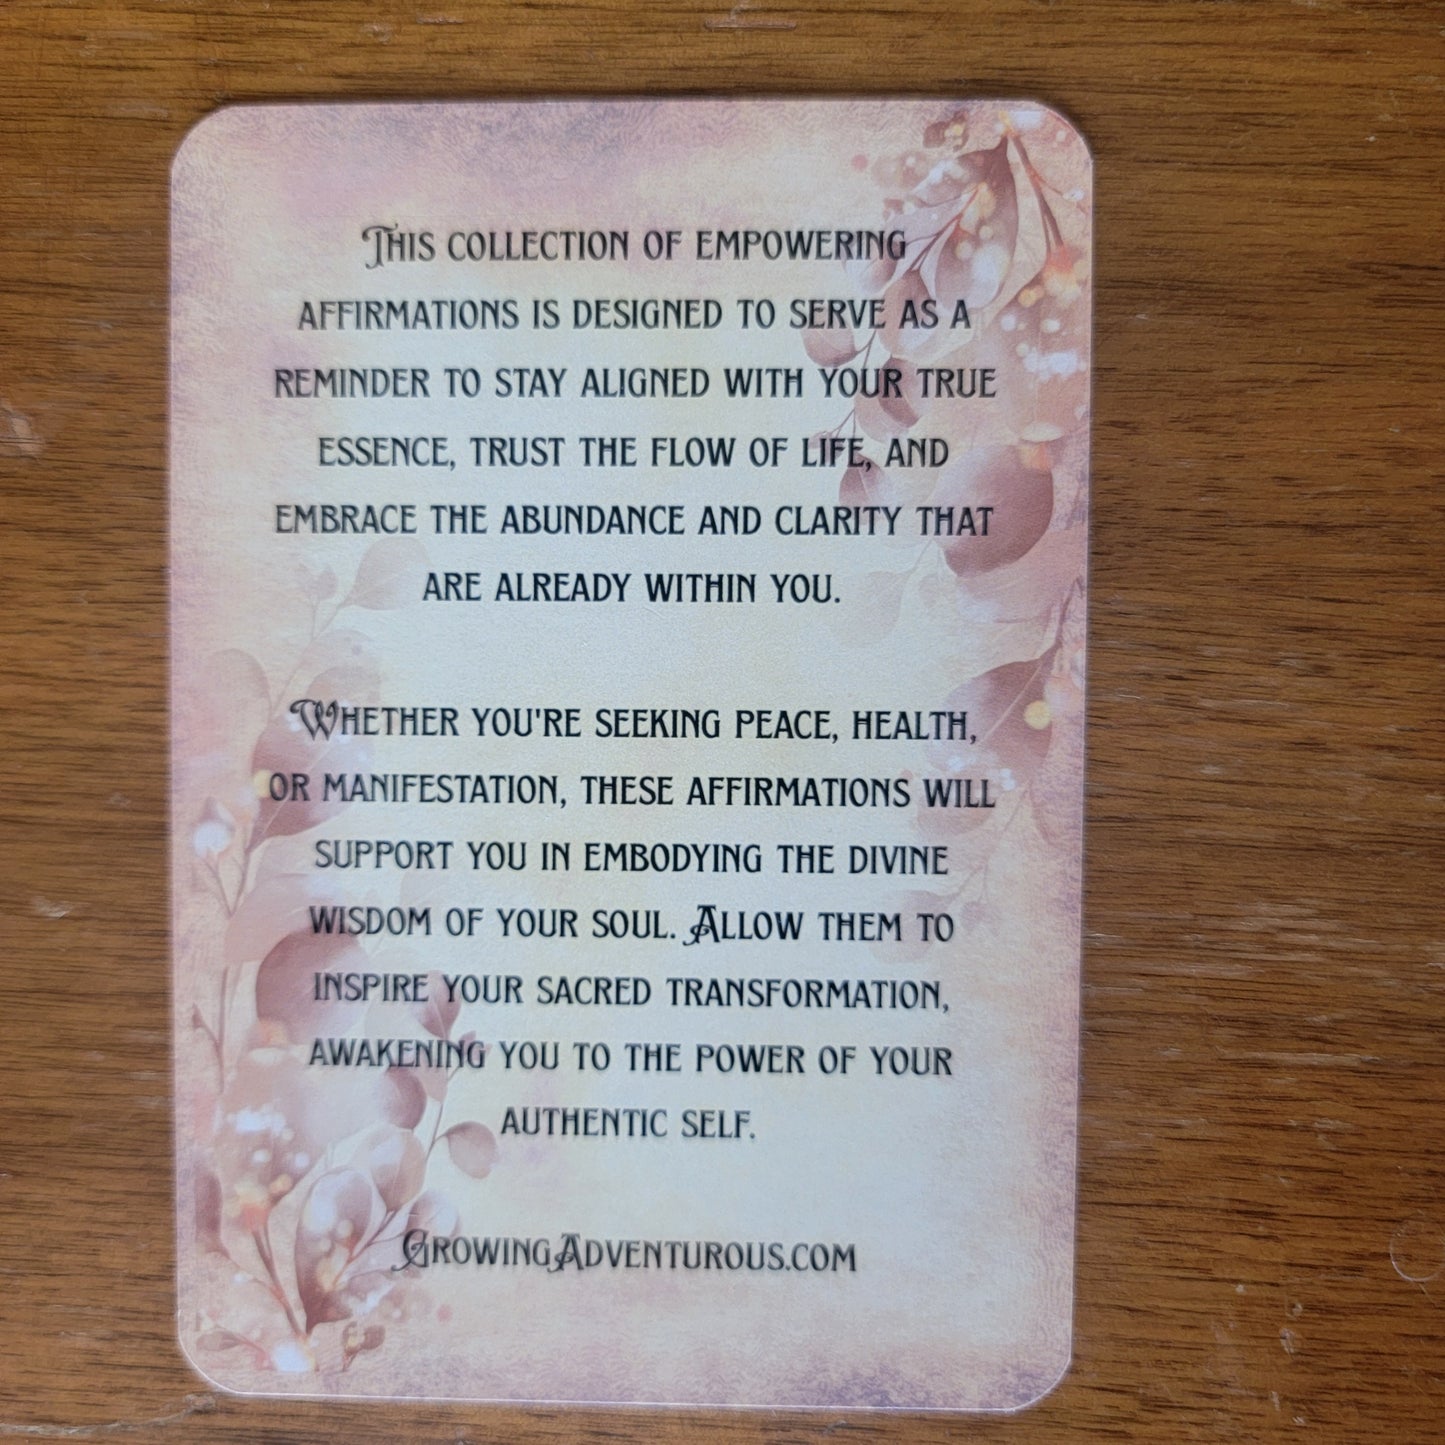 This collection of empowering
affirmations is designed to serve as a
reminder to stay aligned with your true
essence, trust the flow of life, and
embrace the abundance and clarity that
are already within you.
Whether you're seeking peace, health,
or manifestation, these affirmations will
support you in embodying the divine
wisdom of your soul. Allow them to
inspire your sacred transformation,
awakening you to the power of your
authentic self.
GrowingAdventurous.com